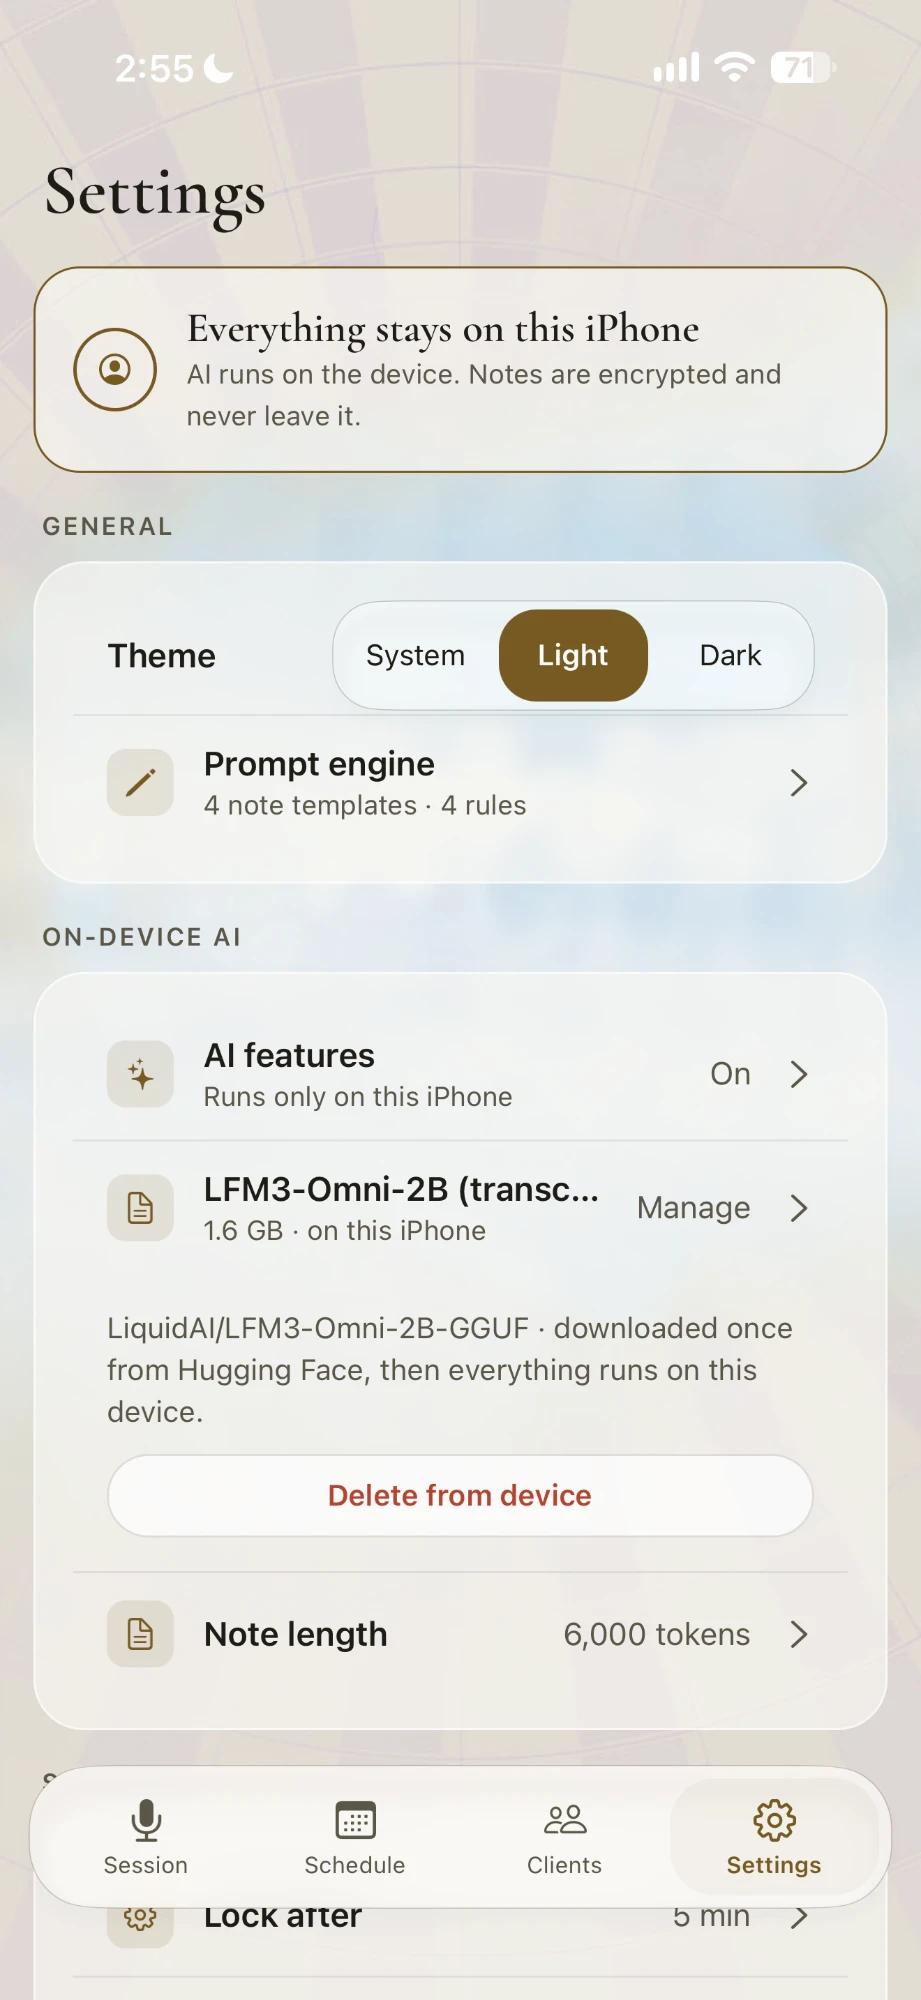 2:55
71
Settings
Everything stays on this iPhone
AI runs on the device. Notes are encrypted and
never leave it.
GENERAL
Theme
System
Light
Dark
Prompt engine
4 note templates · 4 rules
ON-DEVICE AI
AI features
Runs only on this iPhone
On
LFM3-Omni-2B (transc...
1.6 GB · on this iPhone
Manage
LiquidAI/LFM3-Omni-2B-GGUF · downloaded once
from Hugging Face, then everything runs on this
device.
Delete from device
Note length
6,000 tokens
Session
Schedule
Clients
Settings
Lock after
5 min